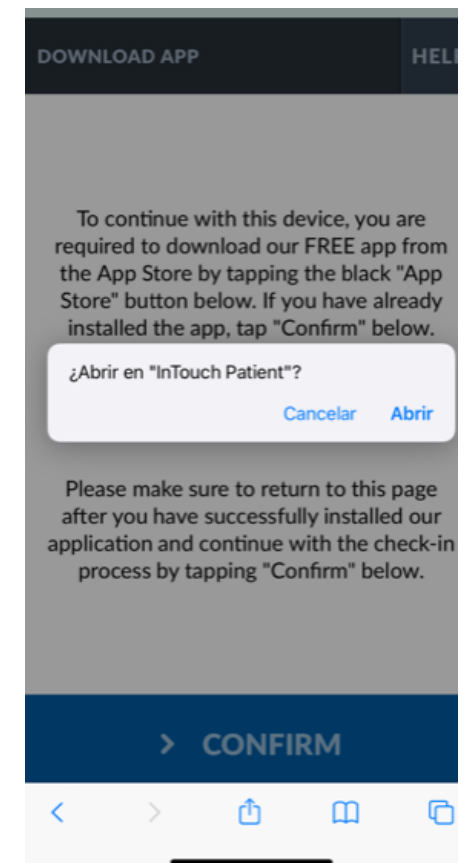 DOWNLOAD APP
To continue with this device, you are
required to download our FREE app from
the App Store by tapping the black "App
Store" button below. If you have already
installed the app, tap "Confirm" below.
¿Abrir en "InTouch Patient"?
Cancelar Abrir
Please make sure to return to this page
after you have successfully installed our
application and continue with the check-in
process by tapping "Confirm" below.
> CONFIRM